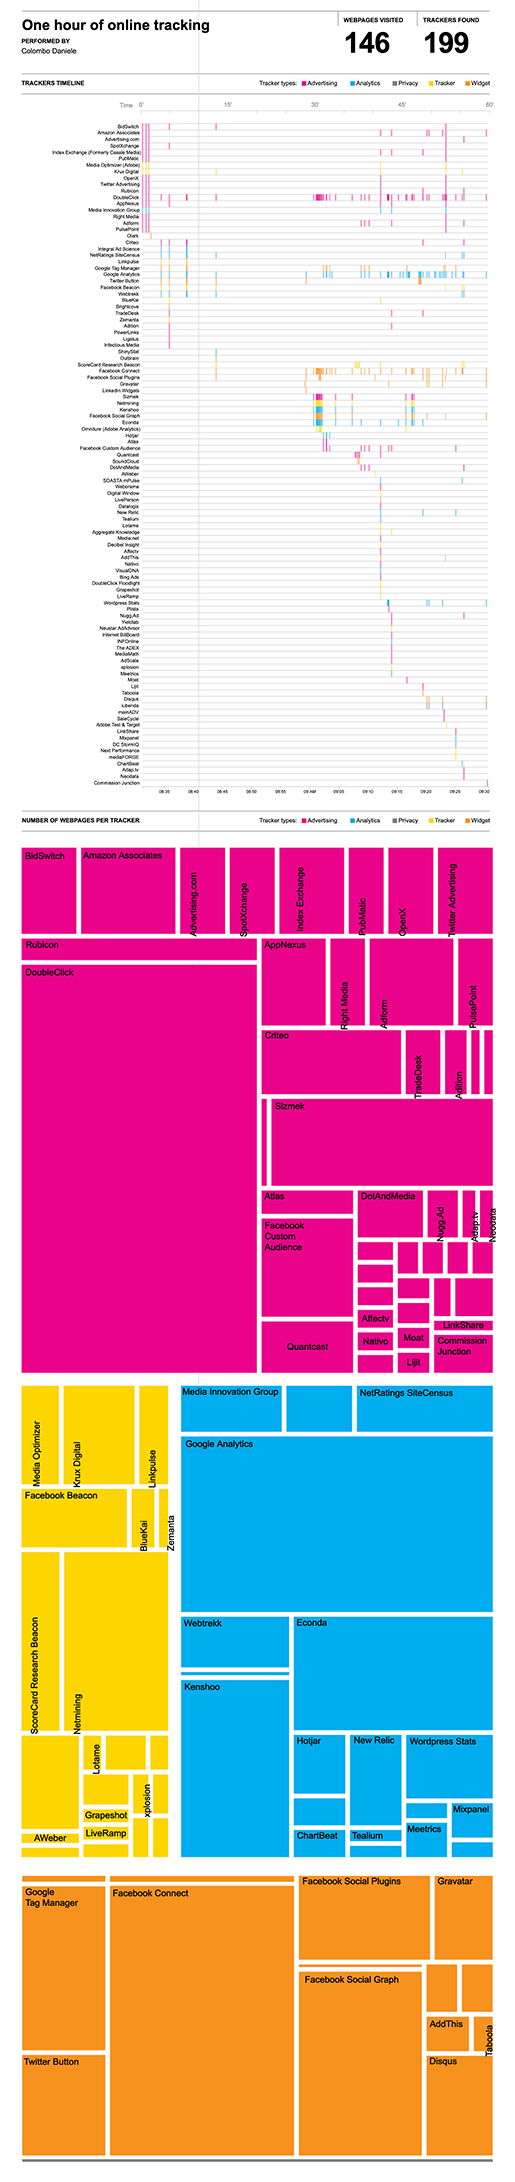 One hour of online tracking
PERFORMED BY
Colombo Daniele
WEBPAGES VISITED
146
TRACKERS FOUND
199
TRACKERS TIMELINE
Tracker types: Advertising Analytics Privacy Tracker Widget
Time 0' 15' 30' 45' 60'
BidSwitch
Amazon Associates
Advertising.com
SpotXchange
Index Exchange (Formerly Casale Media)
PubMatic
Media Optimizer (Adobe)
Krux Digital
OpenX
Twitter Advertising
Rubicon
DoubleClick
AppNexus
Media Innovation Group
Right Media
Adform
PulsePoint
Olark
Criteo
Integral Ad Science
NetRatings SiteCensus
Linkpulse
Google Tag Manager
Google Analytics
Twitter Button
Facebook Beacon
Webtrekk
BlueKai
Brightcove
TradeDesk
Zemanta
Adition
PowerLinks
Ligatus
Infectious Media
ShinyStat
Outbrain
ScoreCard Research Beacon
Facebook Connect
Facebook Social Plugins
Gravatar
LinkedIn Widgets
Sizmek
Netmining
Kenshoo
Facebook Social Graph
Econda
Omniture (Adobe Analytics)
Hotjar
Atlas
Facebook Custom Audience
Quantcast
SoundCloud
DotAndMedia
AWeber
SOASTA mPulse
Weborama
Digital Window
LivePerson
Datalogix
New Relic
Tealium
Lotame
Aggregate Knowledge
Media.net
Decibel Insight
Affectv
AddThis
Nativo
VisualDNA
Bing Ads
DoubleClick Floodlight
Grapeshot
LiveRamp
Wordpress Stats
Plista
Nugg.Ad
Yieldlab
Neustar AdAdvisor
Internet BillBoard
INFOnline
The ADEX
MediaMath
AdScale
xplosion
Meetrics
Moat
Lijit
Taboola
Disqus
Iubenda
mainADV
SaleCycle
Adobe Test & Target
LinkShare
Mixpanel
DC StormIQ
Next Performance
mediaFORGE
ChartBeat
Adap.tv
Neodata
Commission Junction
08:35 08:40 08:45 08:50 08:55 09 AM 09:05 09:10 09:15 09:20 09:25 09:30
NUMBER OF WEBPAGES PER TRACKER
Tracker types: Advertising Analytics Privacy Tracker Widget
BidSwitch
Amazon Associates
Advertising.com
SpotXchange
Index Exchange
PubMatic
OpenX
Twitter Advertising
Rubicon
DoubleClick
AppNexus
Right Media
Adform
PulsePoint
Criteo
TradeDesk
Adition
Sizmek
Atlas
DotAndMedia
Nugg.Ad
Adap.tv
Neodata
Facebook
Custom
Audience
Quantcast
Affectv
Nativo
Moat
Lijit
LinkShare
Commission
Junction
Media Optimizer
Krux Digital
Linkpulse
Facebook Beacon
BlueKai
Zemanta
ScoreCard Research Beacon
Netmining
Lotame
xplosion
Grapeshot
LiveRamp
AWeber
Media Innovation Group
NetRatings SiteCensus
Google Analytics
Webtrekk
Econda
Kenshoo
Hotjar
New Relic
Wordpress Stats
Mixpanel
Meetrics
ChartBeat
Tealium
Google
Tag Manager
Facebook Connect
Facebook Social Plugins
Gravatar
Facebook Social Graph
AddThis
Taboola
Twitter Button
Disqus